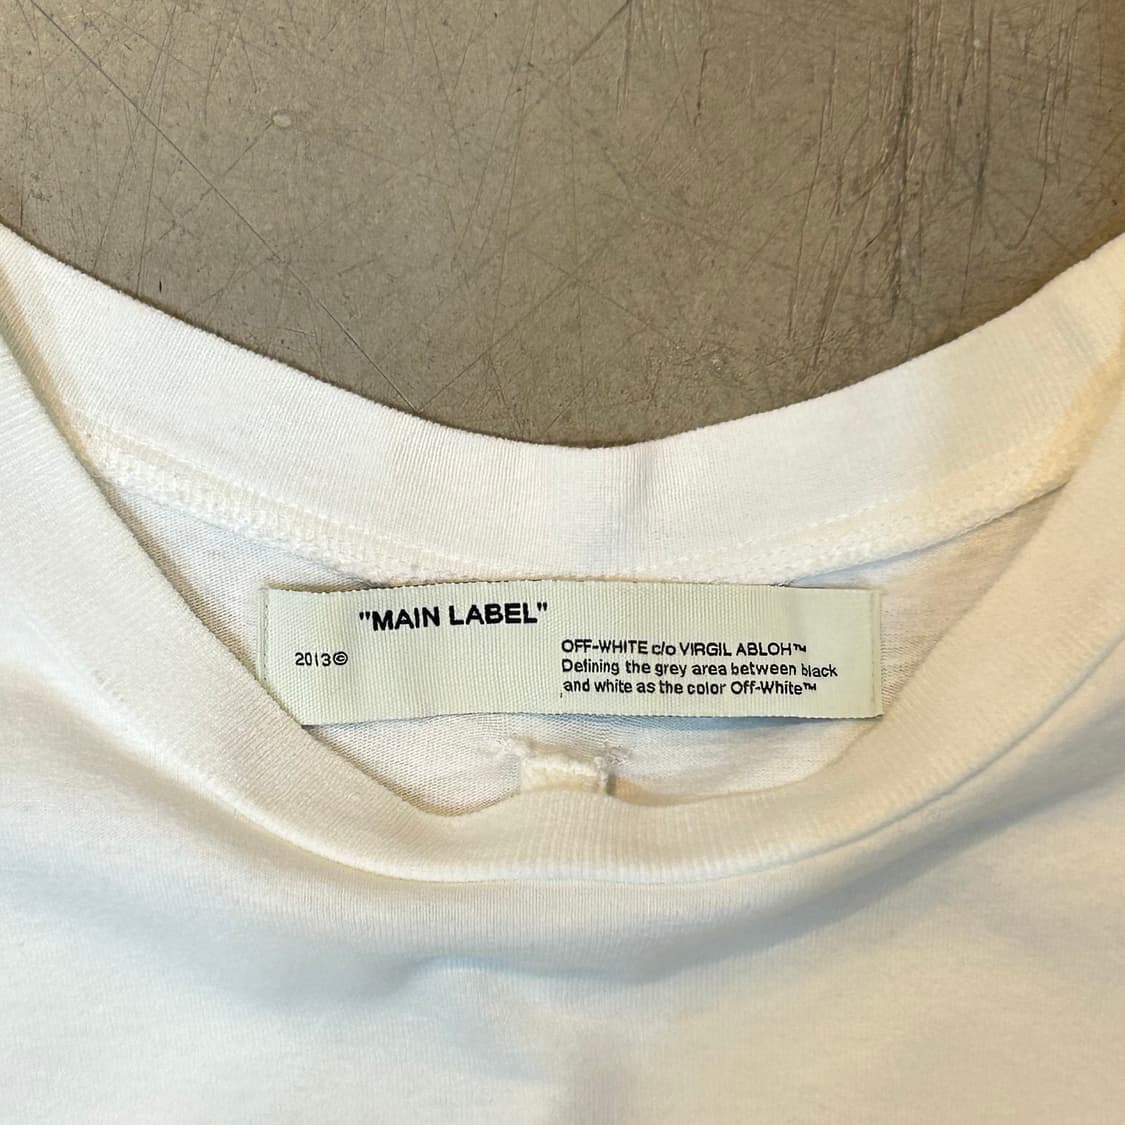 "MAIN LABEL"
2013©
OFF-WHITE c/o VIRGIL ABLOH™
Defining the grey area between black
and white as the color Off-White™